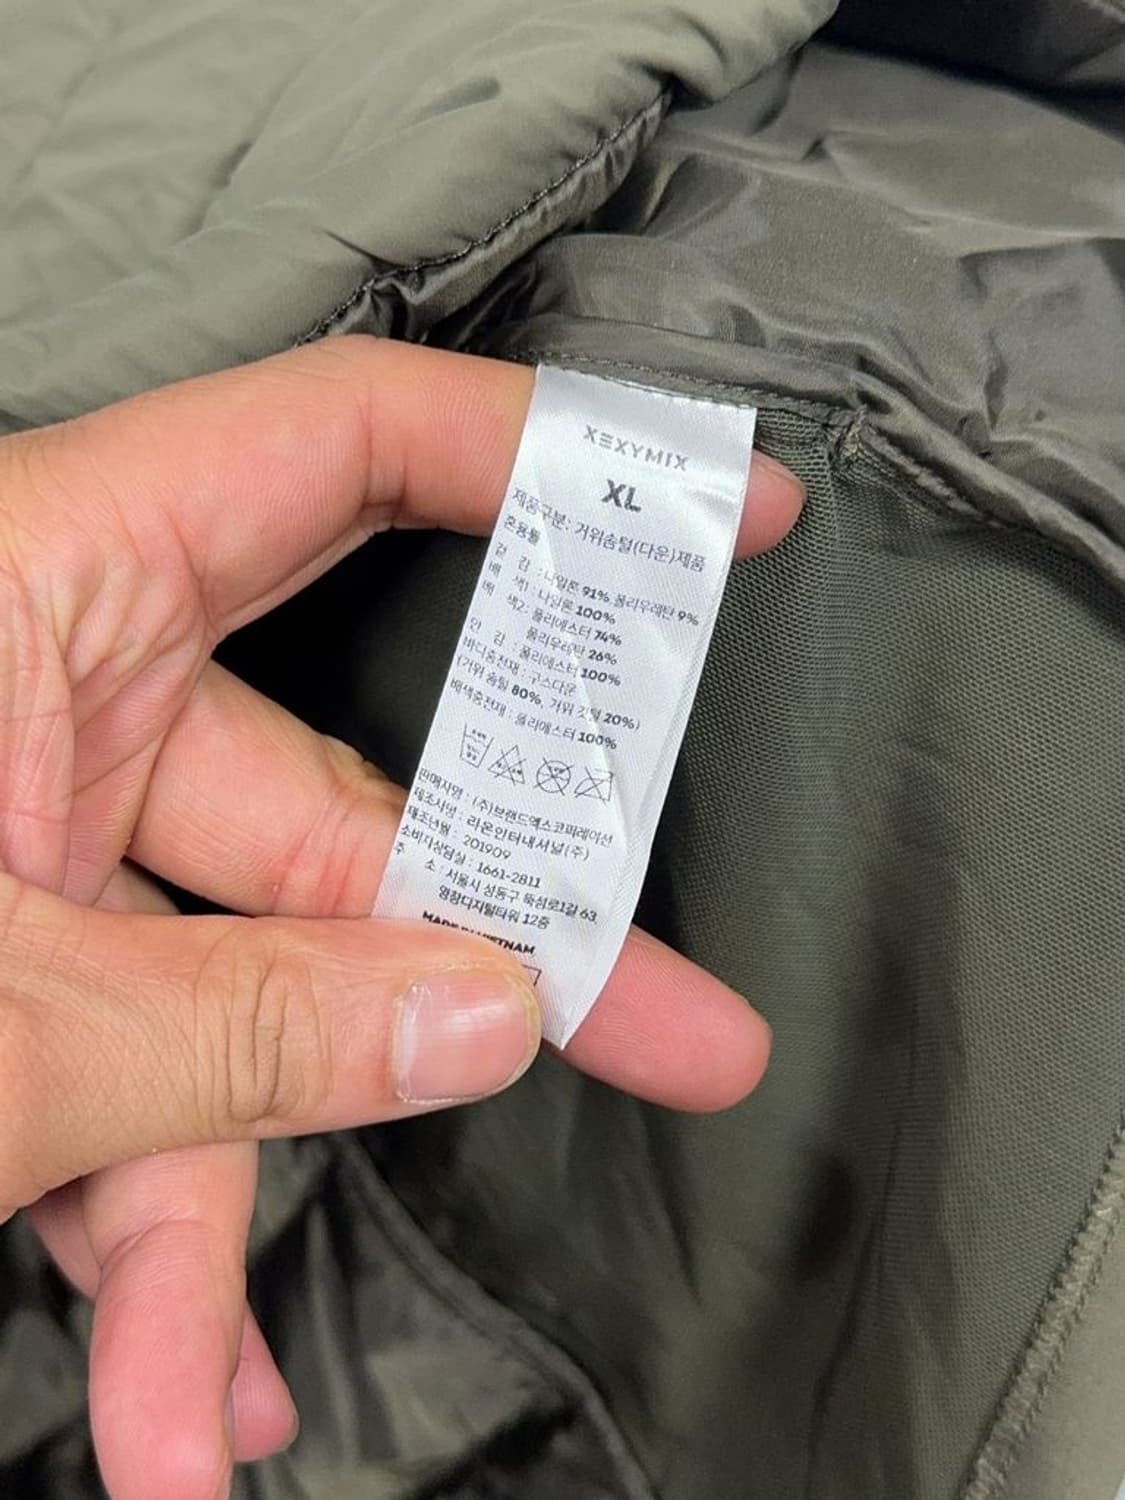 XEXYMIX
XL
제품구분: 거위솜털(다운)제품
혼용률
겉 감 : 나일론 91%, 폴리우레탄 9%
배 색1 : 나일론 100%
배 색2: 폴리에스터 74%
폴리우레탄 26%
안 감 : 폴리에스터 100%
바디충전재 : 구스다운
(거위 솜털 80%, 거위 깃털 20%)
배색충전재 : 폴리에스터 100%
판매자명 : (주)브랜드엑스코퍼레이션
제조사명 : 라온인터내셔널(주)
제조년월 : 201909
소비자상담실 : 1661-2811
주 소 : 서울시 성동구 뚝섬로1길 63,
영창디지털타워 12층
MADE IN VIETNAM